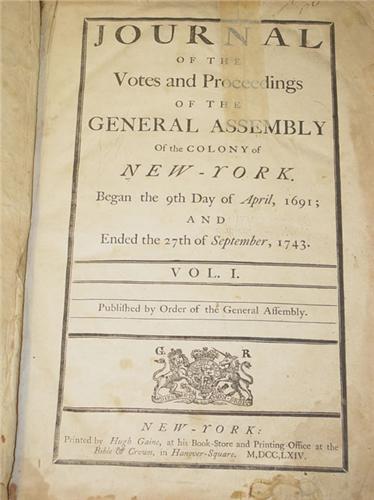 JOURNAL
OF THE
Votes and Proceedings
OF THE
GENERAL ASSEMBLY
Of the COLONY of
NEW-YORK.
Began the 9th Day of April, 1691;
AND
Ended the 27th of September, 1743.
VOL. I.
Publiſhed by Order of the General Aſſembly.
G. R
NEW-YORK:
Printed by Hugh Gaine, at his Book-Store and Printing-Office at the
Bible & Crown, in Hanover-Square. M,DCC,LXIV.